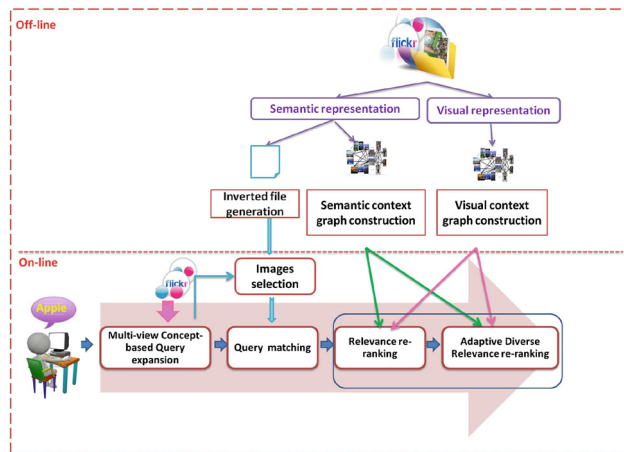 Off-line
flickr
Semantic representation
Visual representation
Inverted file
generation
Semantic context
graph construction
Visual context
graph construction
On-line
flickr
Images
selection
Apple
Multi-view Concept-
based Query
expansion
Query matching
Relevance re-
ranking
Adaptive Diverse
Relevance re-ranking